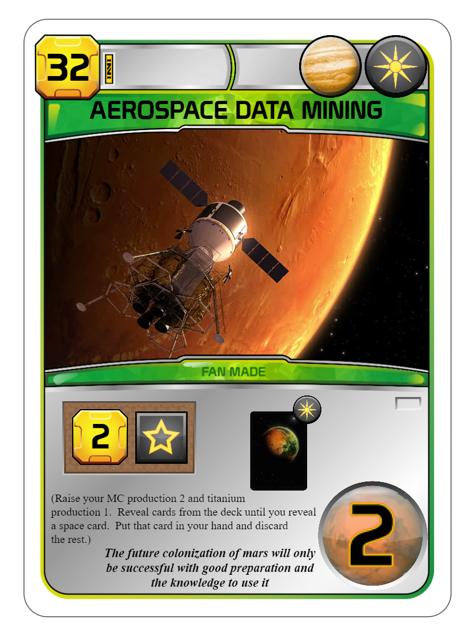 32
AEROSPACE DATA MINING
FAN MADE
2
(Raise your MC production 2 and titanium
production 1. Reveal cards from the deck until you reveal
a space card. Put that card in your hand and discard
the rest.)
The future colonization of mars will only
be successful with good preparation and
the knowledge to use it
2